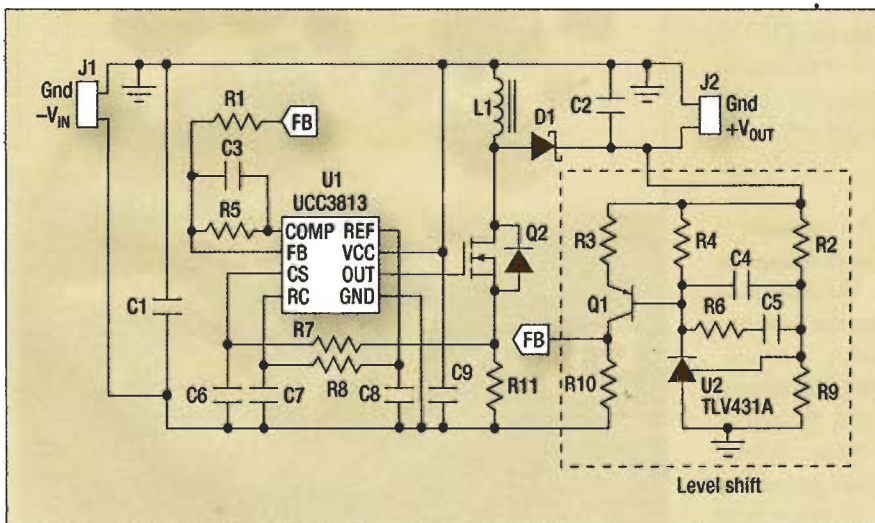 J1
Gnd
–VIN
R1
FB
C3
R5
U1
UCC3813
COMP REF
FB VCC
CS OUT
RC GND
C1
R7
R8
C6
C7
C8
C9
L1
D1
C2
J2
Gnd
+VOUT
Q2
R11
FB
R3
R4
R2
C4
Q1
R6
C5
R10
U2
TLV431A
R9
Level shift